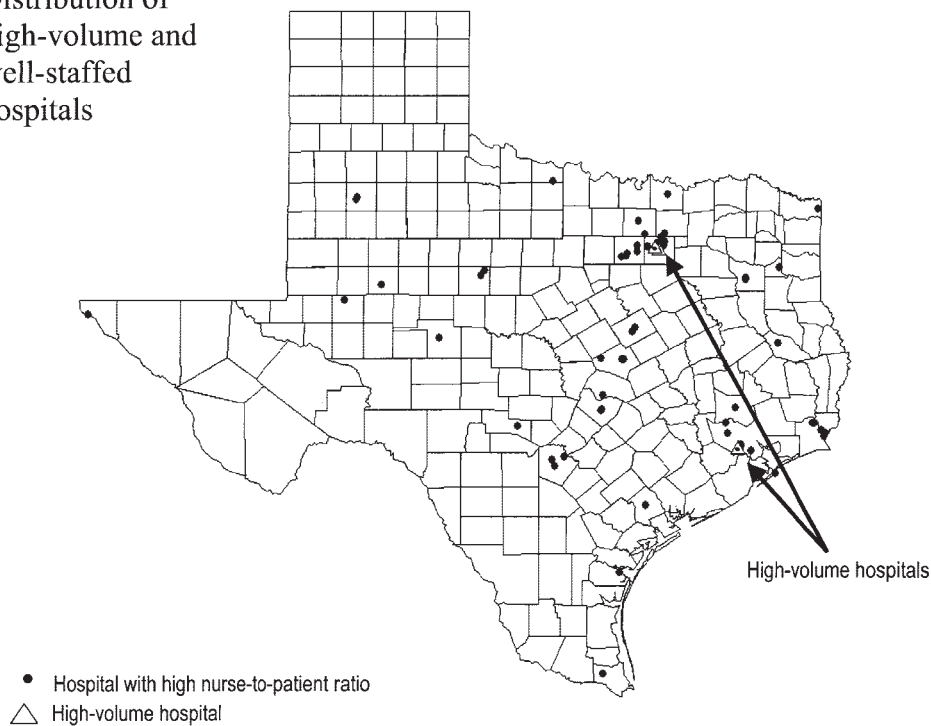 istribution of
igh-volume and
ell-staffed
ospitals
High-volume hospitals
Hospital with high nurse-to-patient ratio
High-volume hospital